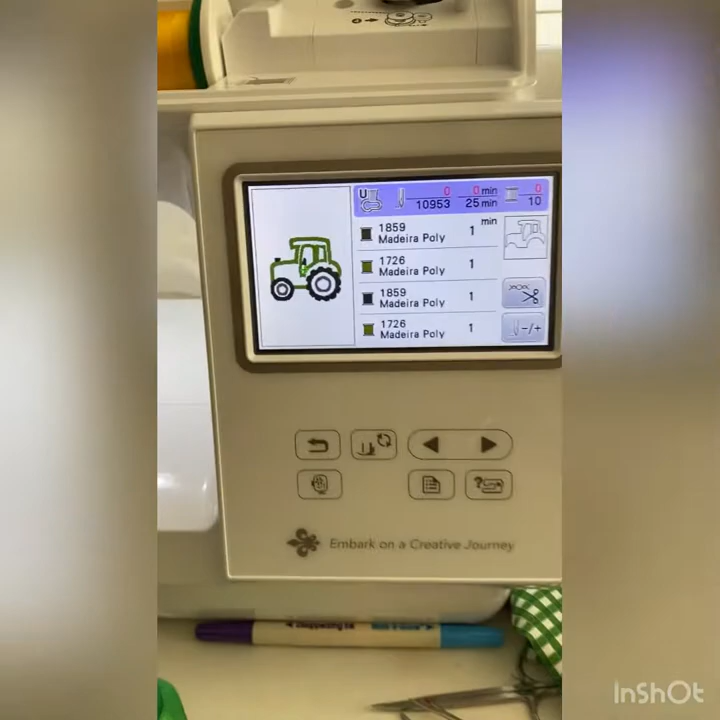 U 0 0 min 0
10953 25 min 10
1859 1 min
Madeira Poly
1726 1
Madeira Poly
1859 1
Madeira Poly
1726 1
Madeira Poly
-/+
?
Embark on a Creative Journey
InShOt